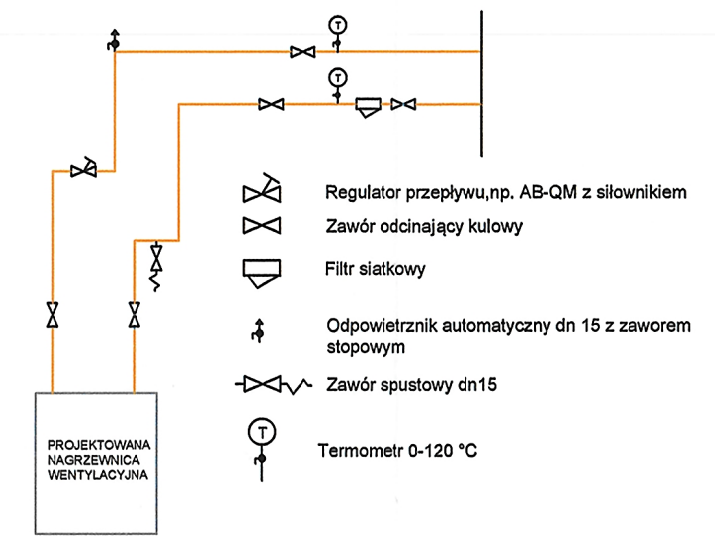 T
T
Regulator przepływu,np. AB-QM z siłownikiem
Zawór odcinający kulowy
Filtr siatkowy
Odpowietrznik automatyczny dn 15 z zaworem
stopowym
Zawór spustowy dn15
T
Termometr 0-120 °C
PROJEKTOWANA
NAGRZEWNICA
WENTYLACYJNA